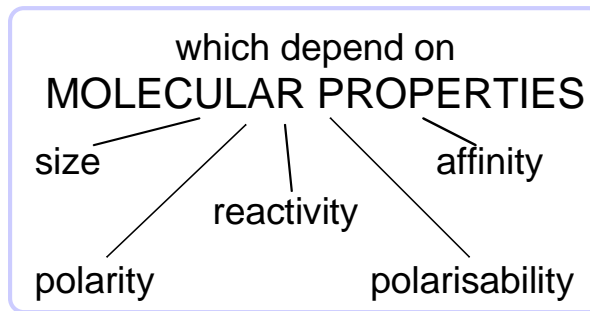 which depend on
MOLECULAR PROPERTIES
size
affinity
reactivity
polarity
polarisability